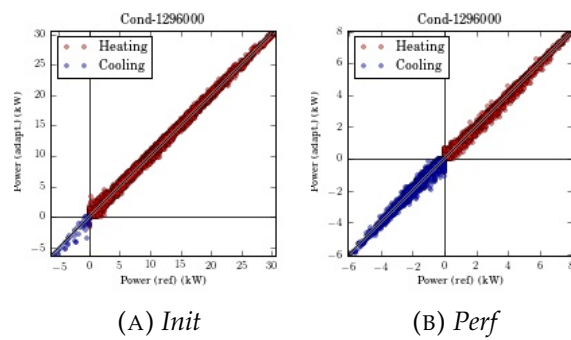 Cond-1296000
Heating
Cooling
Power (adapt.) (kW)
30
25
20
15
10
5
0
−5
−5 0 5 10 15 20 25 30
Power (ref) (kW)
(A) Init
Cond-1296000
Heating
Cooling
Power (adapt.) (kW)
8
6
4
2
0
−2
−4
−6
−6 −4 −2 0 2 4 6 8
Power (ref) (kW)
(B) Perf